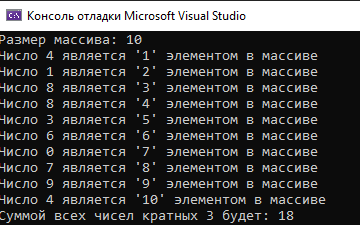 Консоль отладки Microsoft Visual Studio
Размер массива: 10
Число 4 является '1' элементом в массиве
Число 1 является '2' элементом в массиве
Число 8 является '3' элементом в массиве
Число 8 является '4' элементом в массиве
Число 3 является '5' элементом в массиве
Число 6 является '6' элементом в массиве
Число 0 является '7' элементом в массиве
Число 7 является '8' элементом в массиве
Число 9 является '9' элементом в массиве
Число 4 является '10' элементом в массиве
Суммой всех чисел кратных 3 будет: 18